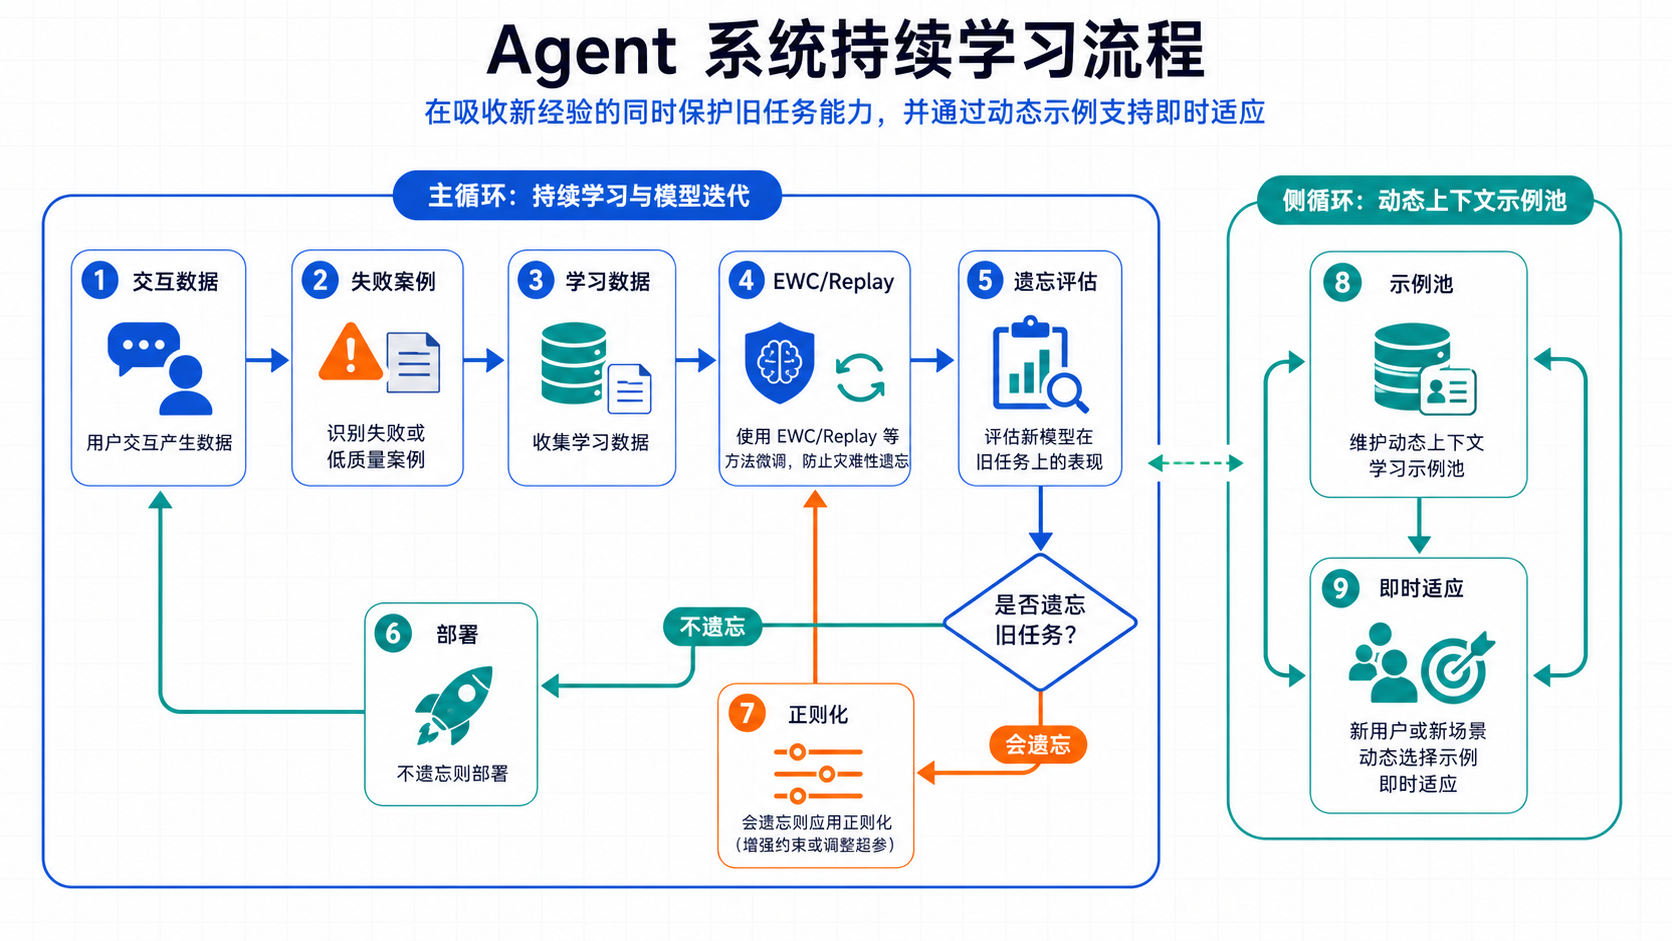 Agent 系统持续学习流程
在吸收新经验的同时保护旧任务能力，并通过动态示例支持即时适应
主循环：持续学习与模型迭代
1 交互数据
用户交互产生数据
2 失败案例
识别失败或
低质量案例
3 学习数据
收集学习数据
4 EWC/Replay
使用 EWC/Replay 等
方法微调，防止灾难性遗忘
5 遗忘评估
评估新模型在
旧任务上的表现
是否遗忘
旧任务？
不遗忘
会遗忘
6 部署
不遗忘则部署
7 正则化
会遗忘则应用正则化
（增强约束或调整超参）
侧循环：动态上下文示例池
8 示例池
维护动态上下文
学习示例池
9 即时适应
新用户或新场景
动态选择示例
即时适应